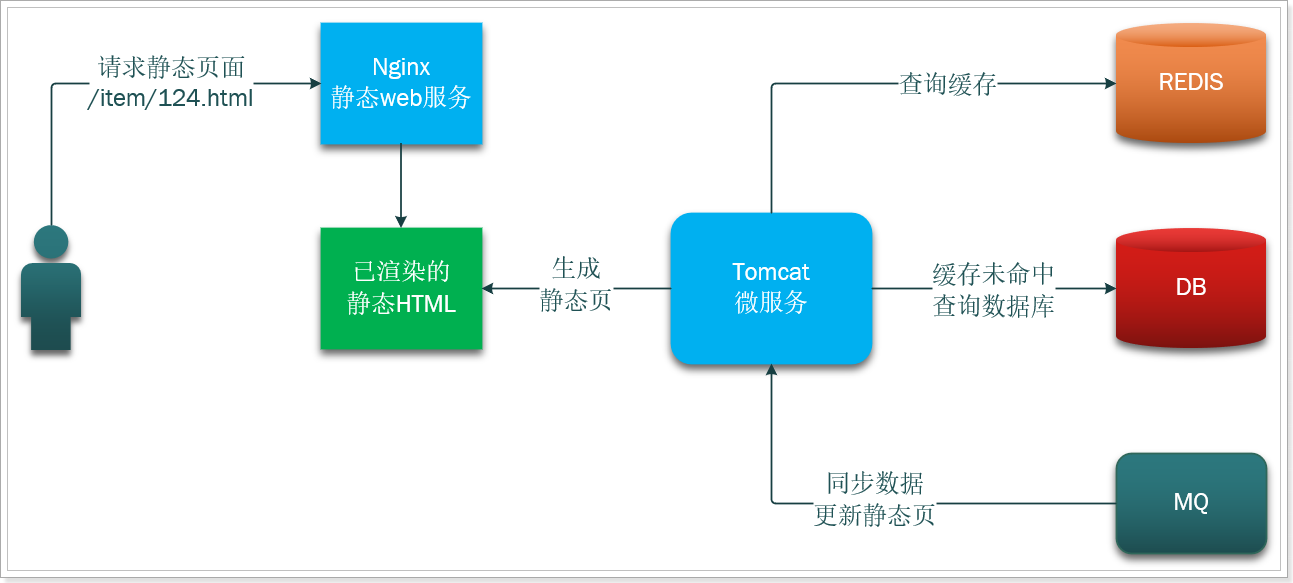 请求静态页面
/item/124.html
Nginx
静态web服务
已渲染的
静态HTML
生成
静态页
Tomcat
微服务
查询缓存
REDIS
缓存未命中
查询数据库
DB
同步数据
更新静态页
MQ